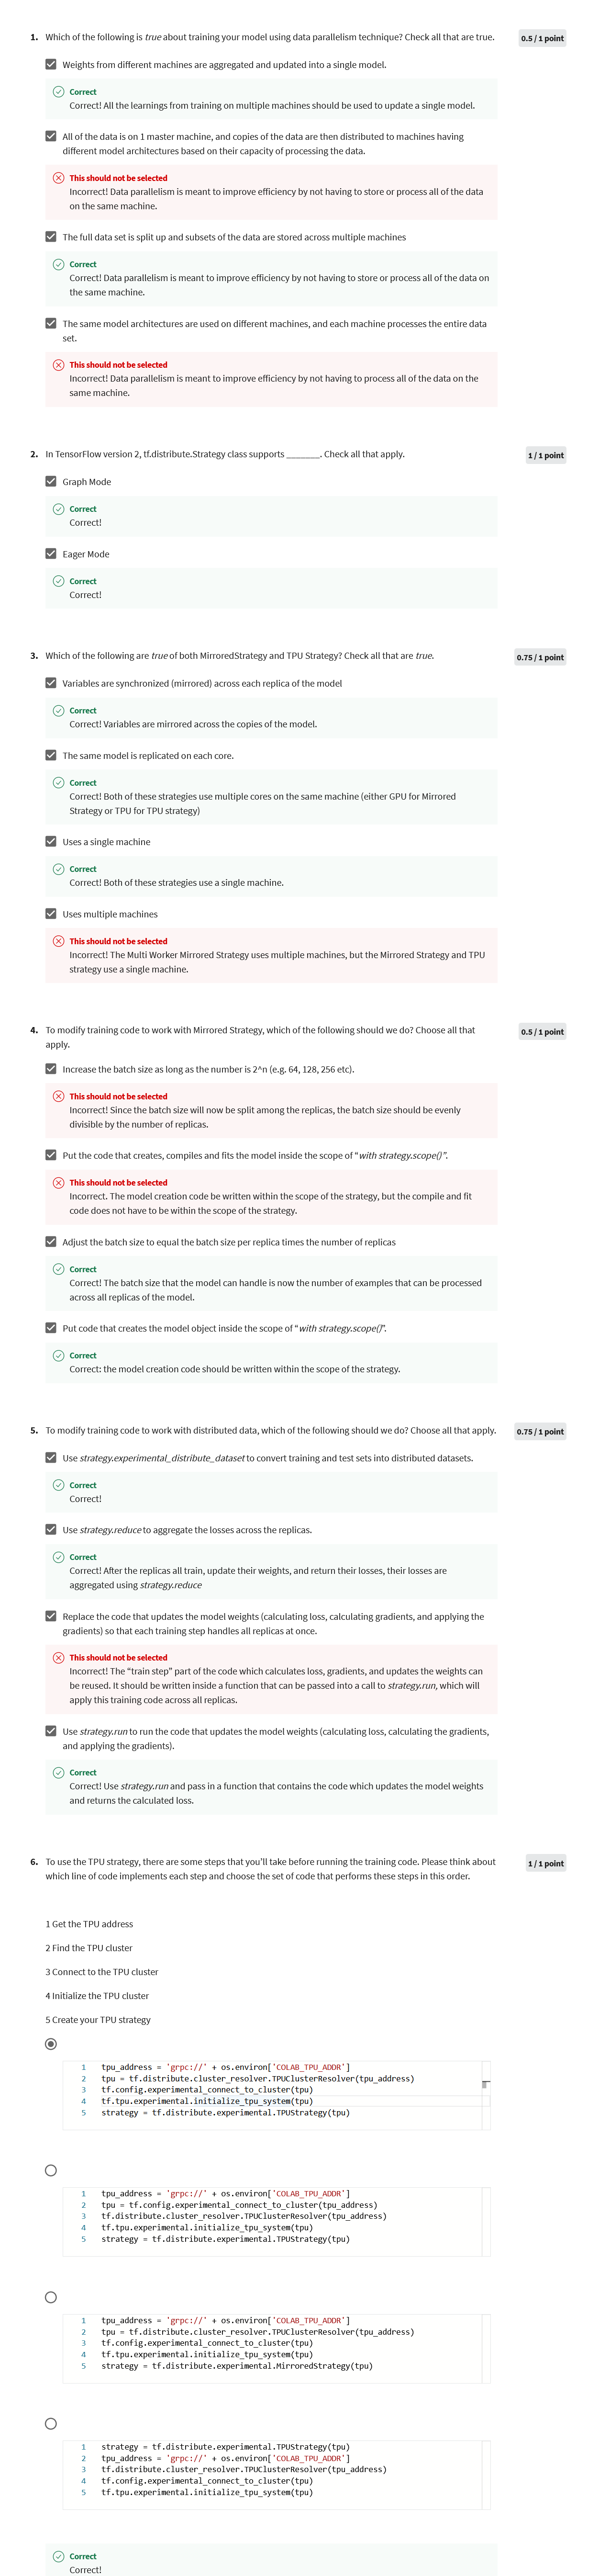 1. Which of the following is true about training your model using data parallelism technique? Check all that are true.
0.5 / 1 point
Weights from different machines are aggregated and updated into a single model.
Correct
Correct! All the learnings from training on multiple machines should be used to update a single model.
All of the data is on 1 master machine, and copies of the data are then distributed to machines having
different model architectures based on their capacity of processing the data.
This should not be selected
Incorrect! Data parallelism is meant to improve efficiency by not having to store or process all of the data
on the same machine.
The full data set is split up and subsets of the data are stored across multiple machines
Correct
Correct! Data parallelism is meant to improve efficiency by not having to store or process all of the data on
the same machine.
The same model architectures are used on different machines, and each machine processes the entire data
set.
This should not be selected
Incorrect! Data parallelism is meant to improve efficiency by not having to process all of the data on the
same machine.
2. In TensorFlow version 2, tf.distribute.Strategy class supports _______. Check all that apply.
1 / 1 point
Graph Mode
Correct
Correct!
Eager Mode
Correct
Correct!
3. Which of the following are true of both MirroredStrategy and TPU Strategy? Check all that are true.
0.75 / 1 point
Variables are synchronized (mirrored) across each replica of the model
Correct
Correct! Variables are mirrored across the copies of the model.
The same model is replicated on each core.
Correct
Correct! Both of these strategies use multiple cores on the same machine (either GPU for Mirrored
Strategy or TPU for TPU strategy)
Uses a single machine
Correct
Correct! Both of these strategies use a single machine.
Uses multiple machines
This should not be selected
Incorrect! The Multi Worker Mirrored Strategy uses multiple machines, but the Mirrored Strategy and TPU
strategy use a single machine.
4. To modify training code to work with Mirrored Strategy, which of the following should we do? Choose all that
apply.
0.5 / 1 point
Increase the batch size as long as the number is 2^n (e.g. 64, 128, 256 etc).
This should not be selected
Incorrect! Since the batch size will now be split among the replicas, the batch size should be evenly
divisible by the number of replicas.
Put the code that creates, compiles and fits the model inside the scope of “with strategy.scope()”.
This should not be selected
Incorrect. The model creation code be written within the scope of the strategy, but the compile and fit
code does not have to be within the scope of the strategy.
Adjust the batch size to equal the batch size per replica times the number of replicas
Correct
Correct! The batch size that the model can handle is now the number of examples that can be processed
across all replicas of the model.
Put code that creates the model object inside the scope of “with strategy.scope()”.
Correct
Correct: the model creation code should be written within the scope of the strategy.
5. To modify training code to work with distributed data, which of the following should we do? Choose all that apply.
0.75 / 1 point
Use strategy.experimental_distribute_dataset to convert training and test sets into distributed datasets.
Correct
Correct!
Use strategy.reduce to aggregate the losses across the replicas.
Correct
Correct! After the replicas all train, update their weights, and return their losses, their losses are
aggregated using strategy.reduce
Replace the code that updates the model weights (calculating loss, calculating gradients, and applying the
gradients) so that each training step handles all replicas at once.
This should not be selected
Incorrect! The “train step” part of the code which calculates loss, gradients, and updates the weights can
be reused. It should be written inside a function that can be passed into a call to strategy.run, which will
apply this training code across all replicas.
Use strategy.run to run the code that updates the model weights (calculating loss, calculating the gradients,
and applying the gradients).
Correct
Correct! Use strategy.run and pass in a function that contains the code which updates the model weights
and returns the calculated loss.
6. To use the TPU strategy, there are some steps that you’ll take before running the training code. Please think about
which line of code implements each step and choose the set of code that performs these steps in this order.
1 / 1 point
1 Get the TPU address
2 Find the TPU cluster
3 Connect to the TPU cluster
4 Initialize the TPU cluster
5 Create your TPU strategy
1 tpu_address = 'grpc://' + os.environ['COLAB_TPU_ADDR']
2 tpu = tf.distribute.cluster_resolver.TPUClusterResolver(tpu_address)
3 tf.config.experimental_connect_to_cluster(tpu)
4 tf.tpu.experimental.initialize_tpu_system(tpu)
5 strategy = tf.distribute.experimental.TPUStrategy(tpu)
1 tpu_address = 'grpc://' + os.environ['COLAB_TPU_ADDR']
2 tpu = tf.config.experimental_connect_to_cluster(tpu_address)
3 tf.distribute.cluster_resolver.TPUClusterResolver(tpu_address)
4 tf.tpu.experimental.initialize_tpu_system(tpu)
5 strategy = tf.distribute.experimental.TPUStrategy(tpu)
1 tpu_address = 'grpc://' + os.environ['COLAB_TPU_ADDR']
2 tpu = tf.distribute.cluster_resolver.TPUClusterResolver(tpu_address)
3 tf.config.experimental_connect_to_cluster(tpu)
4 tf.tpu.experimental.initialize_tpu_system(tpu)
5 strategy = tf.distribute.experimental.MirroredStrategy(tpu)
1 strategy = tf.distribute.experimental.TPUStrategy(tpu)
2 tpu_address = 'grpc://' + os.environ['COLAB_TPU_ADDR']
3 tf.distribute.cluster_resolver.TPUClusterResolver(tpu_address)
4 tf.config.experimental_connect_to_cluster(tpu)
5 tf.tpu.experimental.initialize_tpu_system(tpu)
Correct
Correct!